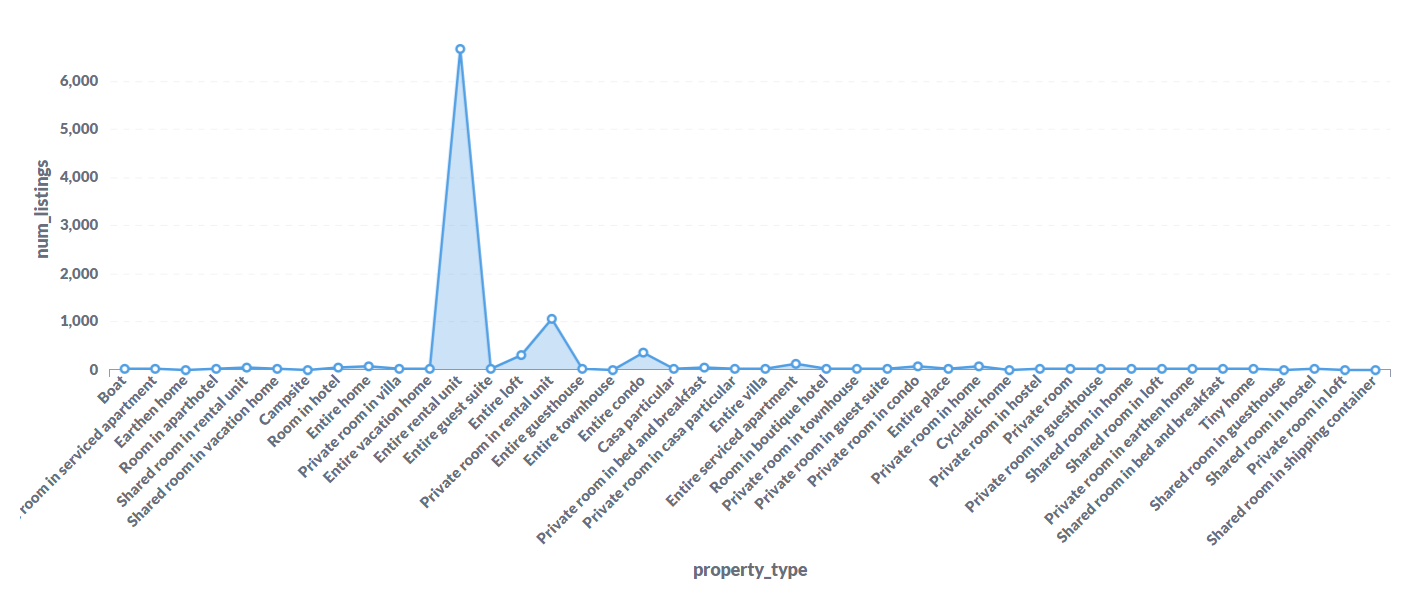 6,000
5,000
4,000
3,000
2,000
1,000
0
num_listings
Boat
room in serviced apartment
Earthen home
Room in aparthotel
Shared room in rental unit
Shared room in vacation home
Campsite
Room in hotel
Entire home
Private room in villa
Entire vacation home
Entire rental unit
Entire guest suite
Entire loft
Private room in rental unit
Entire guesthouse
Entire townhouse
Entire condo
Casa particular
Private room in bed and breakfast
Private room in casa particular
Entire villa
Entire serviced apartment
Room in boutique hotel
Private room in townhouse
Private room in guest suite
Private room in condo
Entire place
Private room in home
Cycladic home
Private room in hostel
Private room
Private room in guesthouse
Shared room in home
Shared room in loft
Private room in earthen home
Shared room in bed and breakfast
Tiny home
Shared room in guesthouse
Shared room in hostel
Private room in loft
Shared room in shipping container
property_type